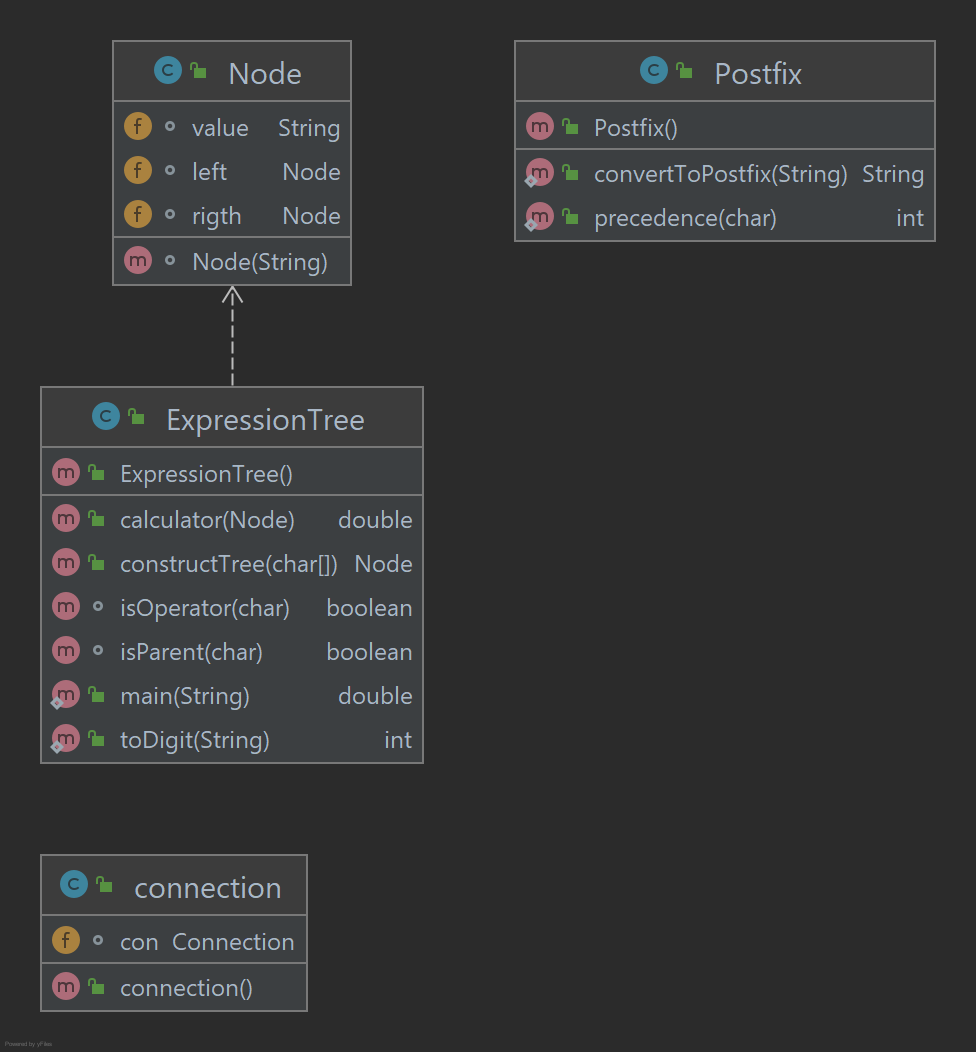 Node
value String
left Node
rigth Node
Node(String)
Postfix
Postfix()
convertToPostfix(String) String
precedence(char) int
ExpressionTree
ExpressionTree()
calculator(Node) double
constructTree(char[]) Node
isOperator(char) boolean
isParent(char) boolean
main(String) double
toDigit(String) int
connection
con Connection
connection()
Powered by yFiles